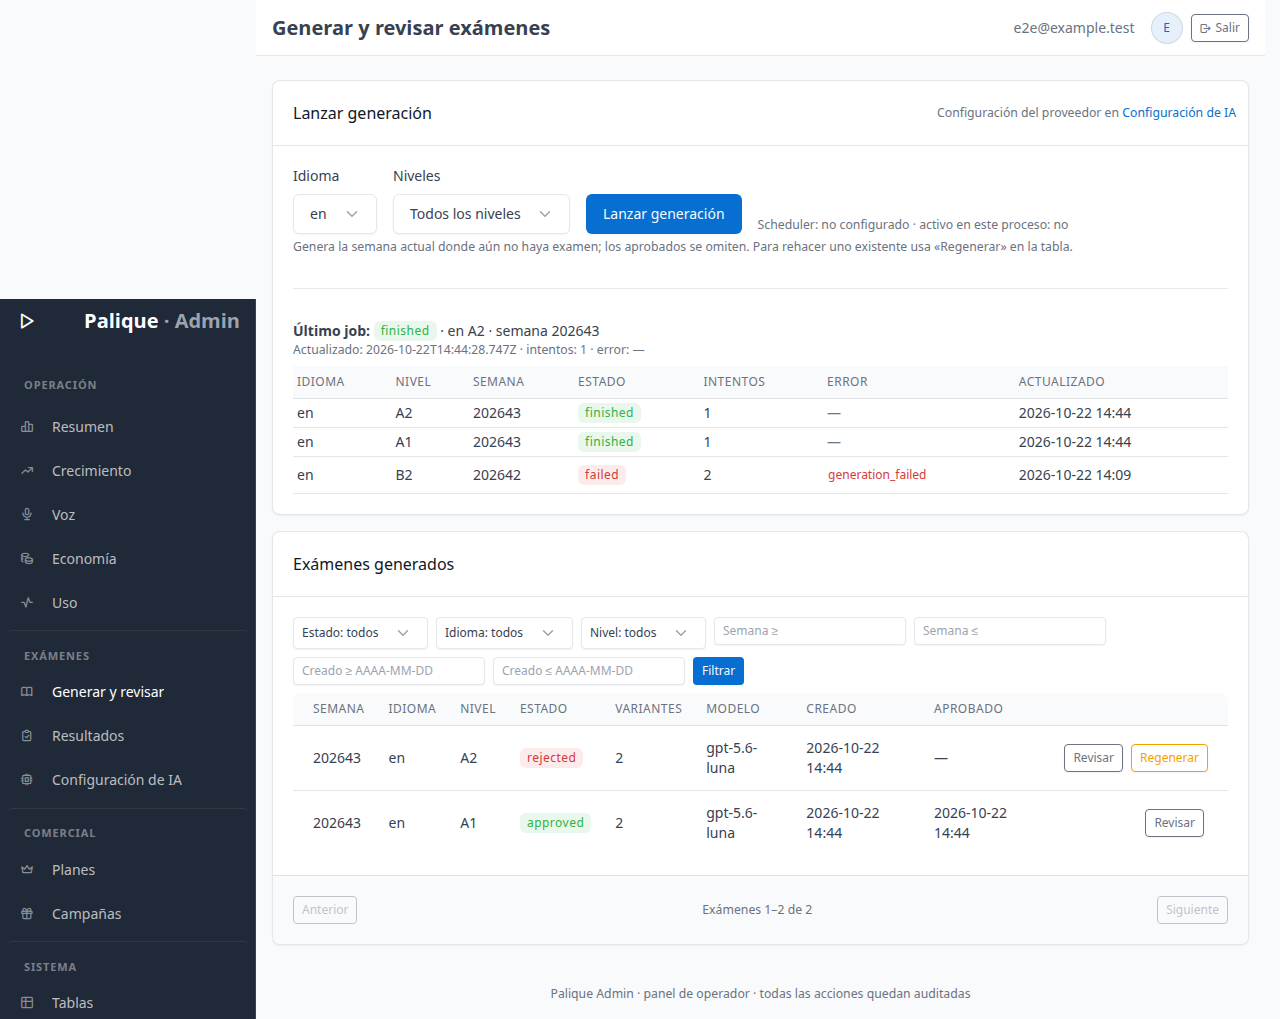 Generar y revisar exámenes
e2e@example.test
E
Salir
Palique · Admin
OPERACIÓN
Resumen
Crecimiento
Voz
Economía
Uso
EXÁMENES
Generar y revisar
Resultados
Configuración de IA
COMERCIAL
Planes
Campañas
SISTEMA
Tablas
Lanzar generación
Configuración del proveedor en Configuración de IA
Idioma Niveles
en Todos los niveles Lanzar generación Scheduler: no configurado · activo en este proceso: no
Genera la semana actual donde aún no haya examen; los aprobados se omiten. Para rehacer uno existente usa «Regenerar» en la tabla.
Último job: finished · en A2 · semana 202643
Actualizado: 2026-10-22T14:44:28.747Z · intentos: 1 · error: —
IDIOMA NIVEL SEMANA ESTADO INTENTOS ERROR ACTUALIZADO
en A2 202643 finished 1 — 2026-10-22 14:44
en A1 202643 finished 1 — 2026-10-22 14:44
en B2 202642 failed 2 generation_failed 2026-10-22 14:09
Exámenes generados
Estado: todos Idioma: todos Nivel: todos Semana ≥ Semana ≤
Creado ≥ AAAA-MM-DD Creado ≤ AAAA-MM-DD Filtrar
SEMANA IDIOMA NIVEL ESTADO VARIANTES MODELO CREADO APROBADO
202643 en A2 rejected 2 gpt-5.6-luna 2026-10-22 14:44 — Revisar Regenerar
202643 en A1 approved 2 gpt-5.6-luna 2026-10-22 14:44 2026-10-22 14:44 Revisar
Anterior Exámenes 1–2 de 2 Siguiente
Palique Admin · panel de operador · todas las acciones quedan auditadas